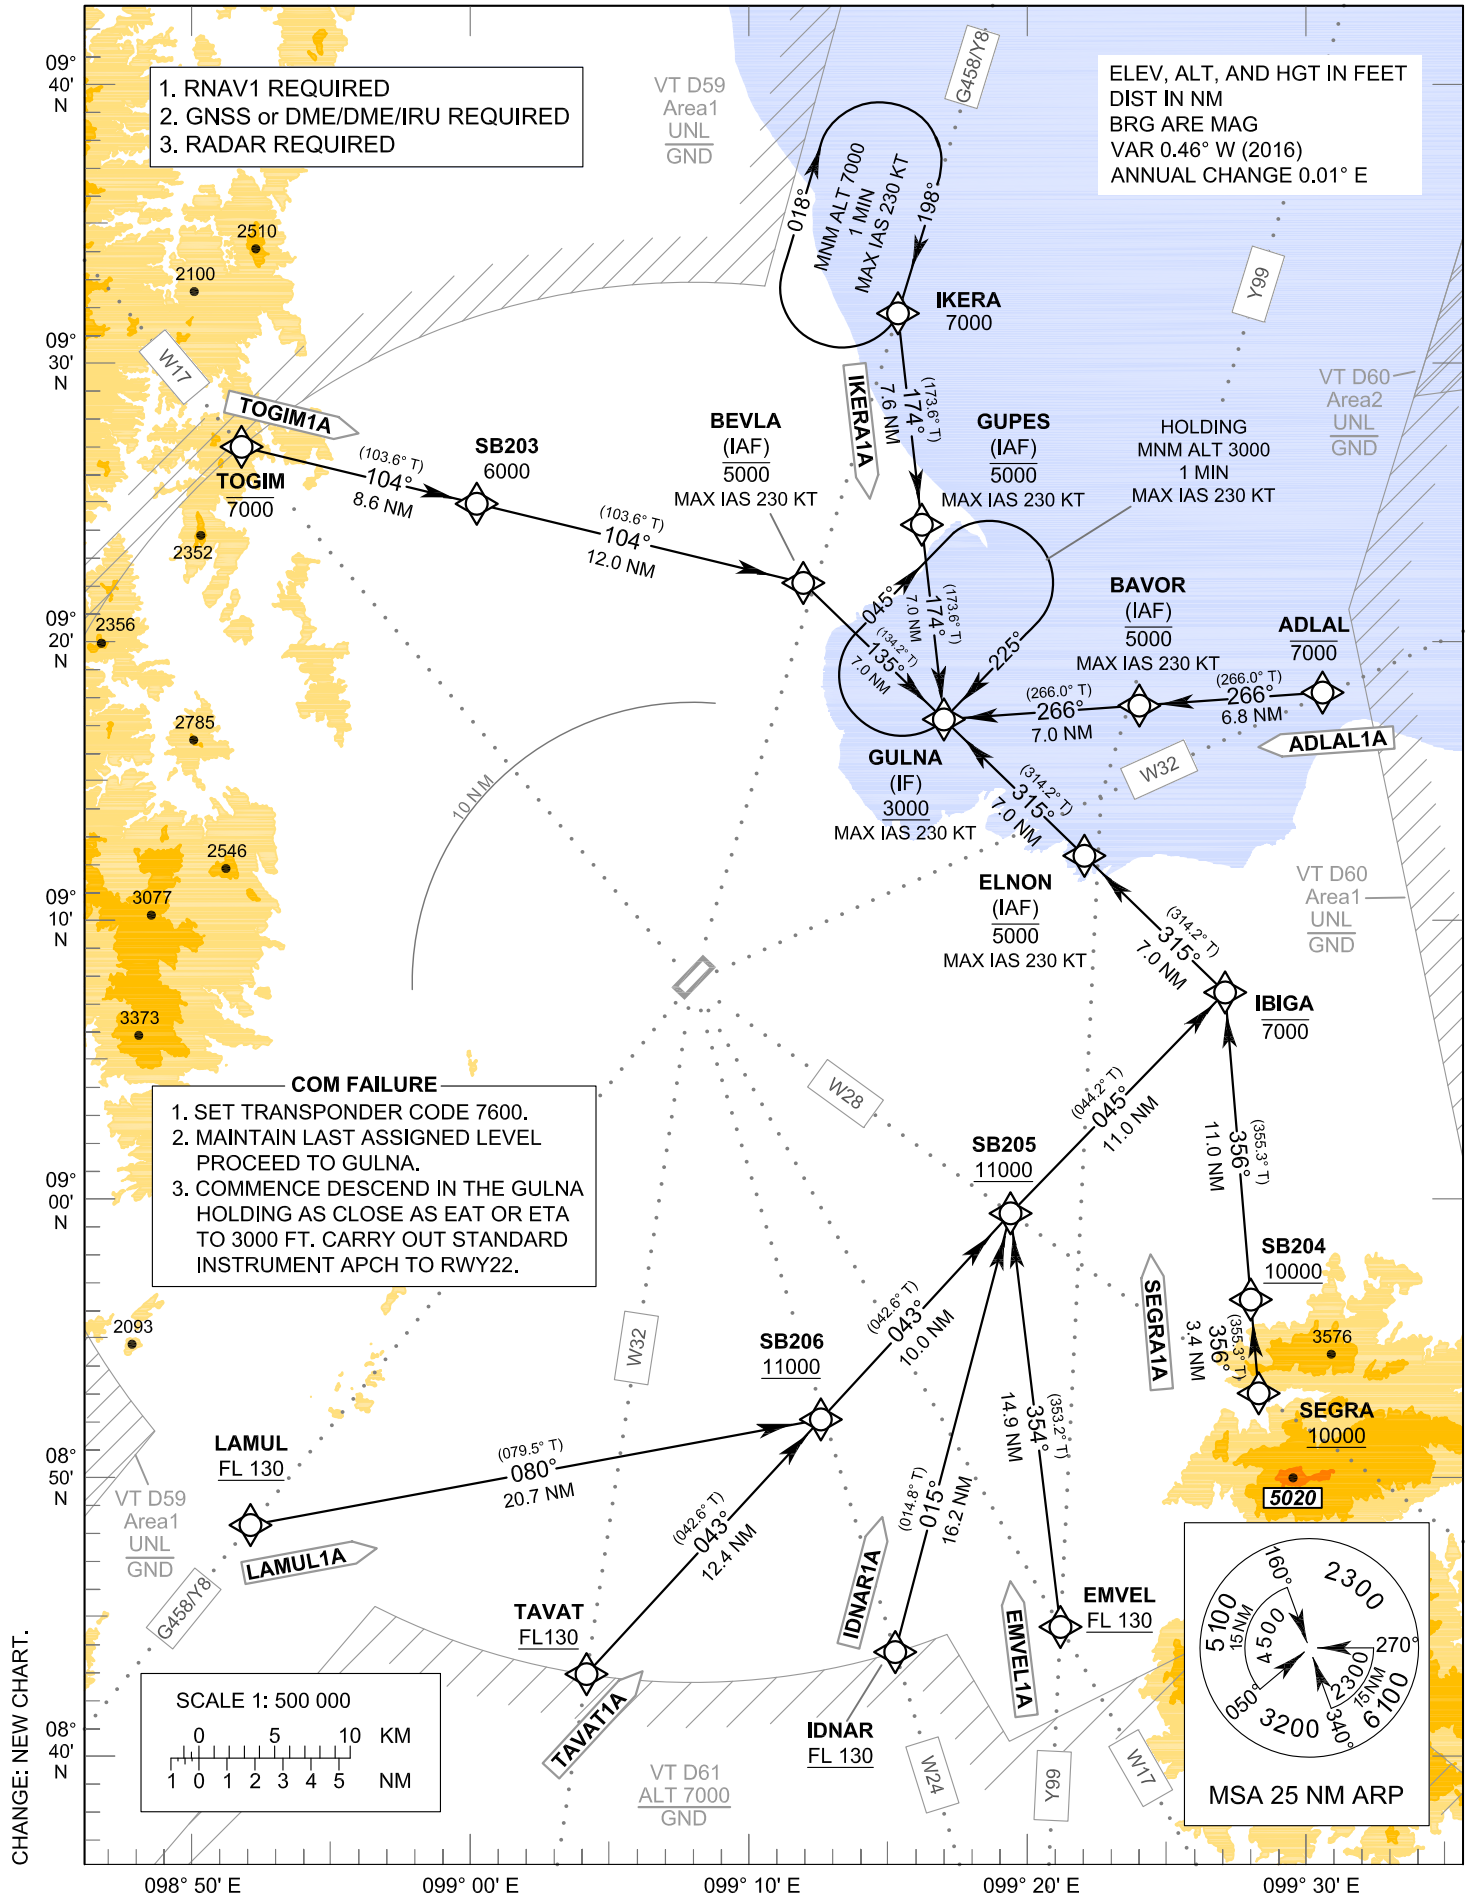 09°
40'
N
1. RNAV1 REQUIRED
2. GNSS or DME/DME/IRU REQUIRED
3. RADAR REQUIRED
VT D59
Area1
UNL
GND
G458/Y8
ELEV, ALT, AND HGT IN FEET
DIST IN NM
BRG ARE MAG
VAR 0.46° W (2016)
ANNUAL CHANGE 0.01° E
018°
MNM ALT 7000
1 MIN
MAX IAS 230 KT
198°
2510
2100
Y99
IKERA
7000
09°
30'
N
W17
TOGIM1A
TOGIM
7000
(103.6° T)
104°
8.6 NM
SB203
6000
(103.6° T)
104°
12.0 NM
BEVLA
(IAF)
5000
MAX IAS 230 KT
IKERA1A
(173.6° T)
174°
7.6 NM
GUPES
(IAF)
5000
MAX IAS 230 KT
HOLDING
MNM ALT 3000
1 MIN
MAX IAS 230 KT
VT D60
Area2
UNL
GND
2352
2356
09°
20'
N
045°
(134.2° T)
135°
7.0 NM
(173.6° T)
174°
7.0 NM
225°
BAVOR
(IAF)
5000
MAX IAS 230 KT
ADLAL
7000
(266.0° T)
266°
7.0 NM
(266.0° T)
266°
6.8 NM
ADLAL1A
W32
2785
10 NM
GULNA
(IF)
3000
MAX IAS 230 KT
(314.2° T)
315°
7.0 NM
2546
3077
09°
10'
N
ELNON
(IAF)
5000
MAX IAS 230 KT
VT D60
Area1
UNL
GND
(314.2° T)
315°
7.0 NM
IBIGA
7000
3373
COM FAILURE
1. SET TRANSPONDER CODE 7600.
2. MAINTAIN LAST ASSIGNED LEVEL
PROCEED TO GULNA.
3. COMMENCE DESCEND IN THE GULNA
HOLDING AS CLOSE AS EAT OR ETA
TO 3000 FT. CARRY OUT STANDARD
INSTRUMENT APCH TO RWY22.
W28
(044.2° T)
045°
11.0 NM
SB205
11000
(355.3° T)
356°
11.0 NM
09°
00'
N
SB204
10000
SEGRA1A
(355.3° T)
356°
3.4 NM
3576
SEGRA
10000
5020
2093
W32
SB206
11000
(042.6° T)
043°
10.0 NM
LAMUL
FL 130
(079.5° T)
080°
20.7 NM
08°
50'
N
VT D59
Area1
UNL
GND
LAMUL1A
G458/Y8
(042.6° T)
043°
12.4 NM
(014.8° T)
015°
16.2 NM
(353.2° T)
354°
14.9 NM
TAVAT
FL130
TAVAT1A
IDNAR1A
IDNAR
FL 130
EMVEL1A
EMVEL
FL 130
160°
2300
5100
15 NM
4500
270°
2300
15NM
6100
050°
3200
340°
MSA 25 NM ARP
CHANGE: NEW CHART.
SCALE 1: 500 000
0 5 10 KM
1 0 1 2 3 4 5 NM
VT D61
ALT 7000
GND
W24
Y99
W17
08°
40'
N
098° 50' E
099° 00' E
099° 10' E
099° 20' E
099° 30' E